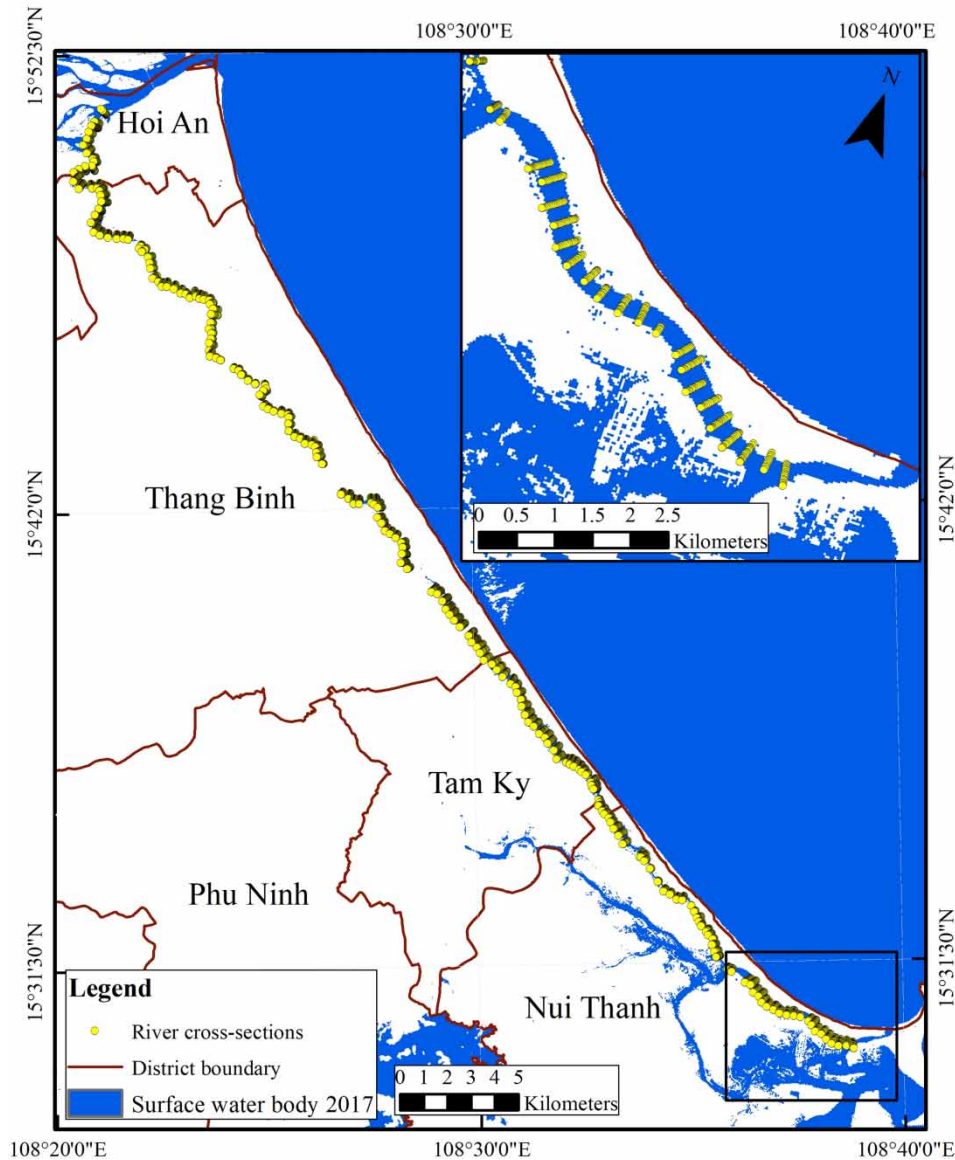 108°30'0"E
108°40'0"E
15°52'30"N
N
Hoi An
Thang Binh
15°42'0"N
15°42'0"N
0 0.5 1 1.5 2 2.5
Kilometers
Tam Ky
Phu Ninh
Nui Thanh
15°31'30"N
15°31'30"N
Legend
River cross-sections
District boundary
Surface water body 2017
0 1 2 3 4 5
Kilometers
108°20'0"E
108°30'0"E
108°40'0"E